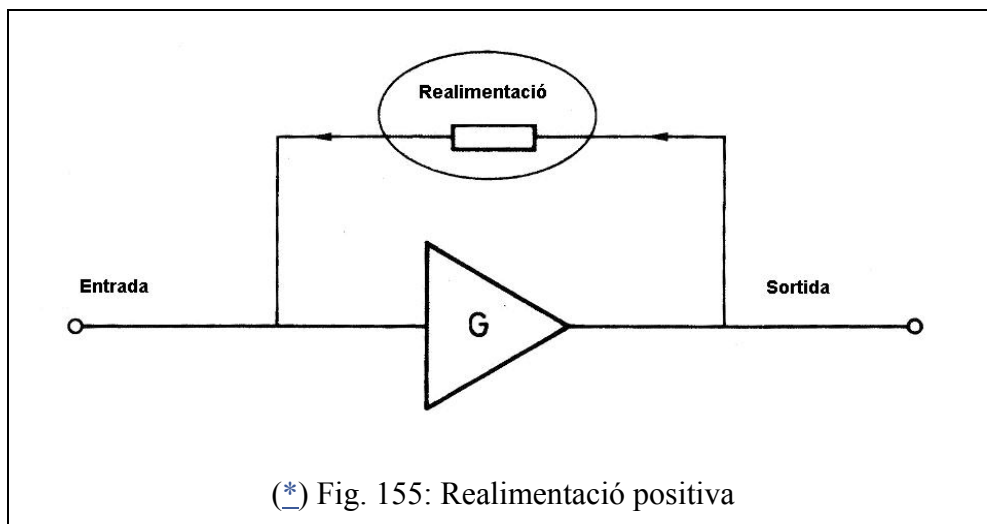 Realimentació
Entrada
Sortida
G
(*) Fig. 155: Realimentació positiva